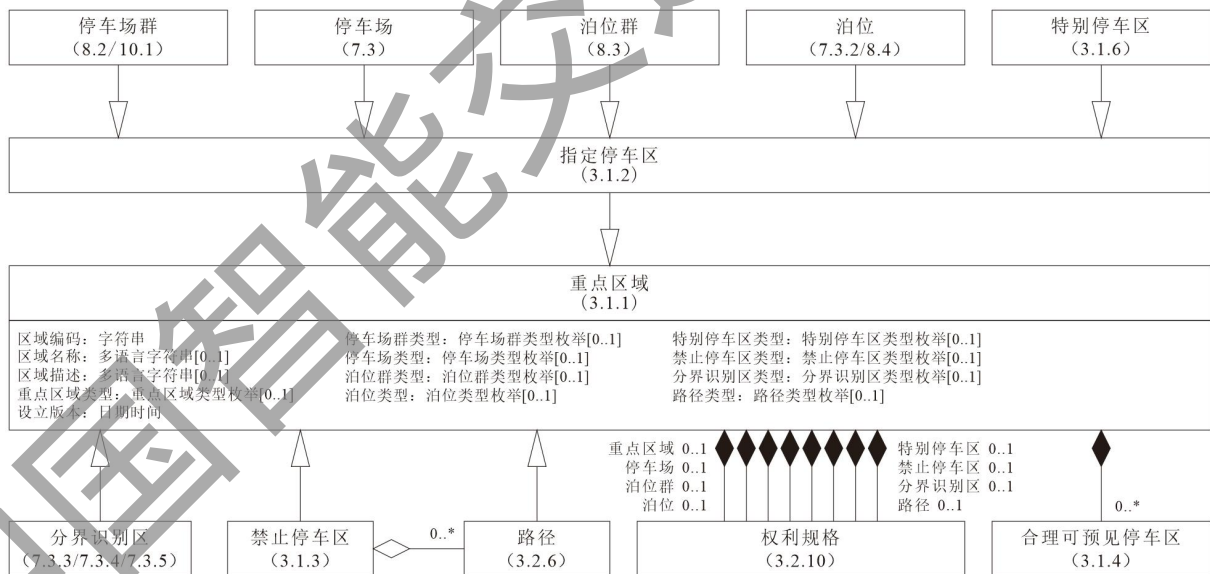 停车场群
(8.2/10.1)
停车场
(7.3)
泊位群
(8.3)
泊位
(7.3.2/8.4)
特别停车区
(3.1.6)
指定停车区
(3.1.2)
重点区域
(3.1.1)
区域编码：字符串
区域名称：多语言字符串[0..1]
区域描述：多语言字符串[0..1]
重点区域类型：重点区域类型枚举[0..1]
设立版本：日期时间
停车场群类型：停车场群类型枚举[0..1]
停车场类型：停车场类型枚举[0..1]
泊位群类型：泊位群类型枚举[0..1]
泊位类型：泊位类型枚举[0..1]
特别停车区类型：特别停车区类型枚举[0..1]
禁止停车区类型：禁止停车区类型枚举[0..1]
分界识别区类型：分界识别区类型枚举[0..1]
路径类型：路径类型枚举[0..1]
重点区域 0..1
停车场 0..1
泊位群 0..1
泊位 0..1
特别停车区 0..1
禁止停车区 0..1
分界识别区 0..1
路径 0..1
0..*
分界识别区
(7.3.3/7.3.4/7.3.5)
禁止停车区
(3.1.3)
0..*
路径
(3.2.6)
权利规格
(3.2.10)
合理可预见停车区
(3.1.4)
国智能交